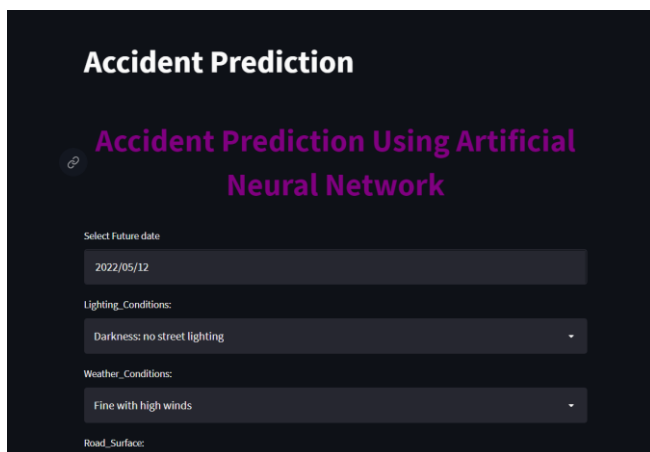 Accident Prediction
Accident Prediction Using Artificial
Neural Network
Select Future date
2022/05/12
Lighting_Conditions:
Darkness: no street lighting
Weather_Conditions:
Fine with high winds
Road_Surface: